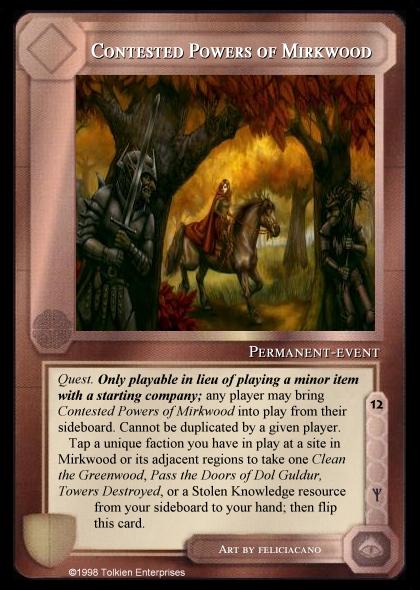 Contested Powers of Mirkwood
Permanent-event
Quest. Only playable in lieu of playing a minor item
with a starting company; any player may bring
Contested Powers of Mirkwood into play from their
sideboard. Cannot be duplicated by a given player.
Tap a unique faction you have in play at a site in
Mirkwood or its adjacent regions to take one Clean
the Greenwood, Pass the Doors of Dol Guldur,
Towers Destroyed, or a Stolen Knowledge resource
from your sideboard to your hand; then flip
this card.
12
Art by feliciacano
©1998 Tolkien Enterprises